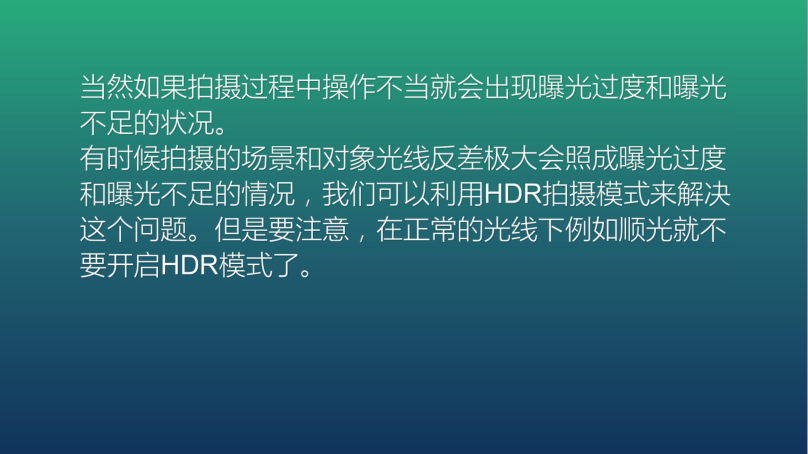 当然如果拍摄过程中操作不当就会出现曝光过度和曝光
不足的状况。
有时候拍摄的场景和对象光线反差极大会照成曝光过度
和曝光不足的情况，我们可以利用HDR拍摄模式来解决
这个问题。但是要注意，在正常的光线下例如顺光就不
要开启HDR模式了。